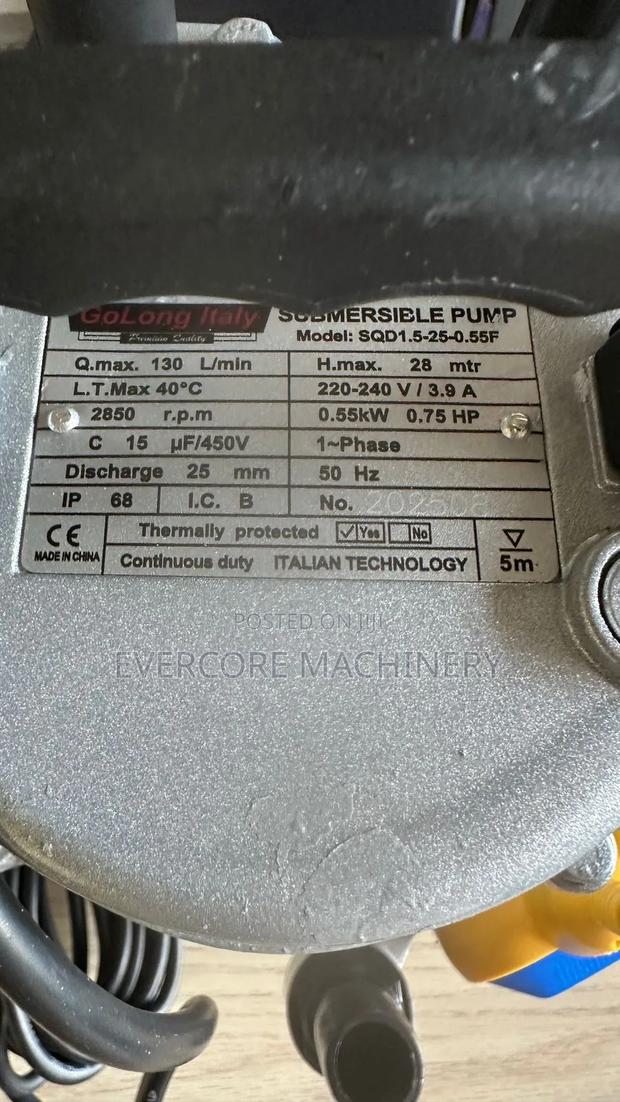 GoLong Italy
Premium Quality
SUBMERSIBLE PUMP
Model: SQD1.5-25-0.55F
Q.max. 130 L/min H.max. 28 mtr
L.T.Max 40°C 220-240 V / 3.9 A
2850 r.p.m 0.55kW 0.75 HP
C 15 µF/450V 1~Phase
Discharge 25 mm 50 Hz
IP 68 I.C. B No. 202508
CE Thermally protected Yes No
MADE IN CHINA Continuous duty ITALIAN TECHNOLOGY 5m
POSTED ON JIJI
EVERCORE MACHINERY